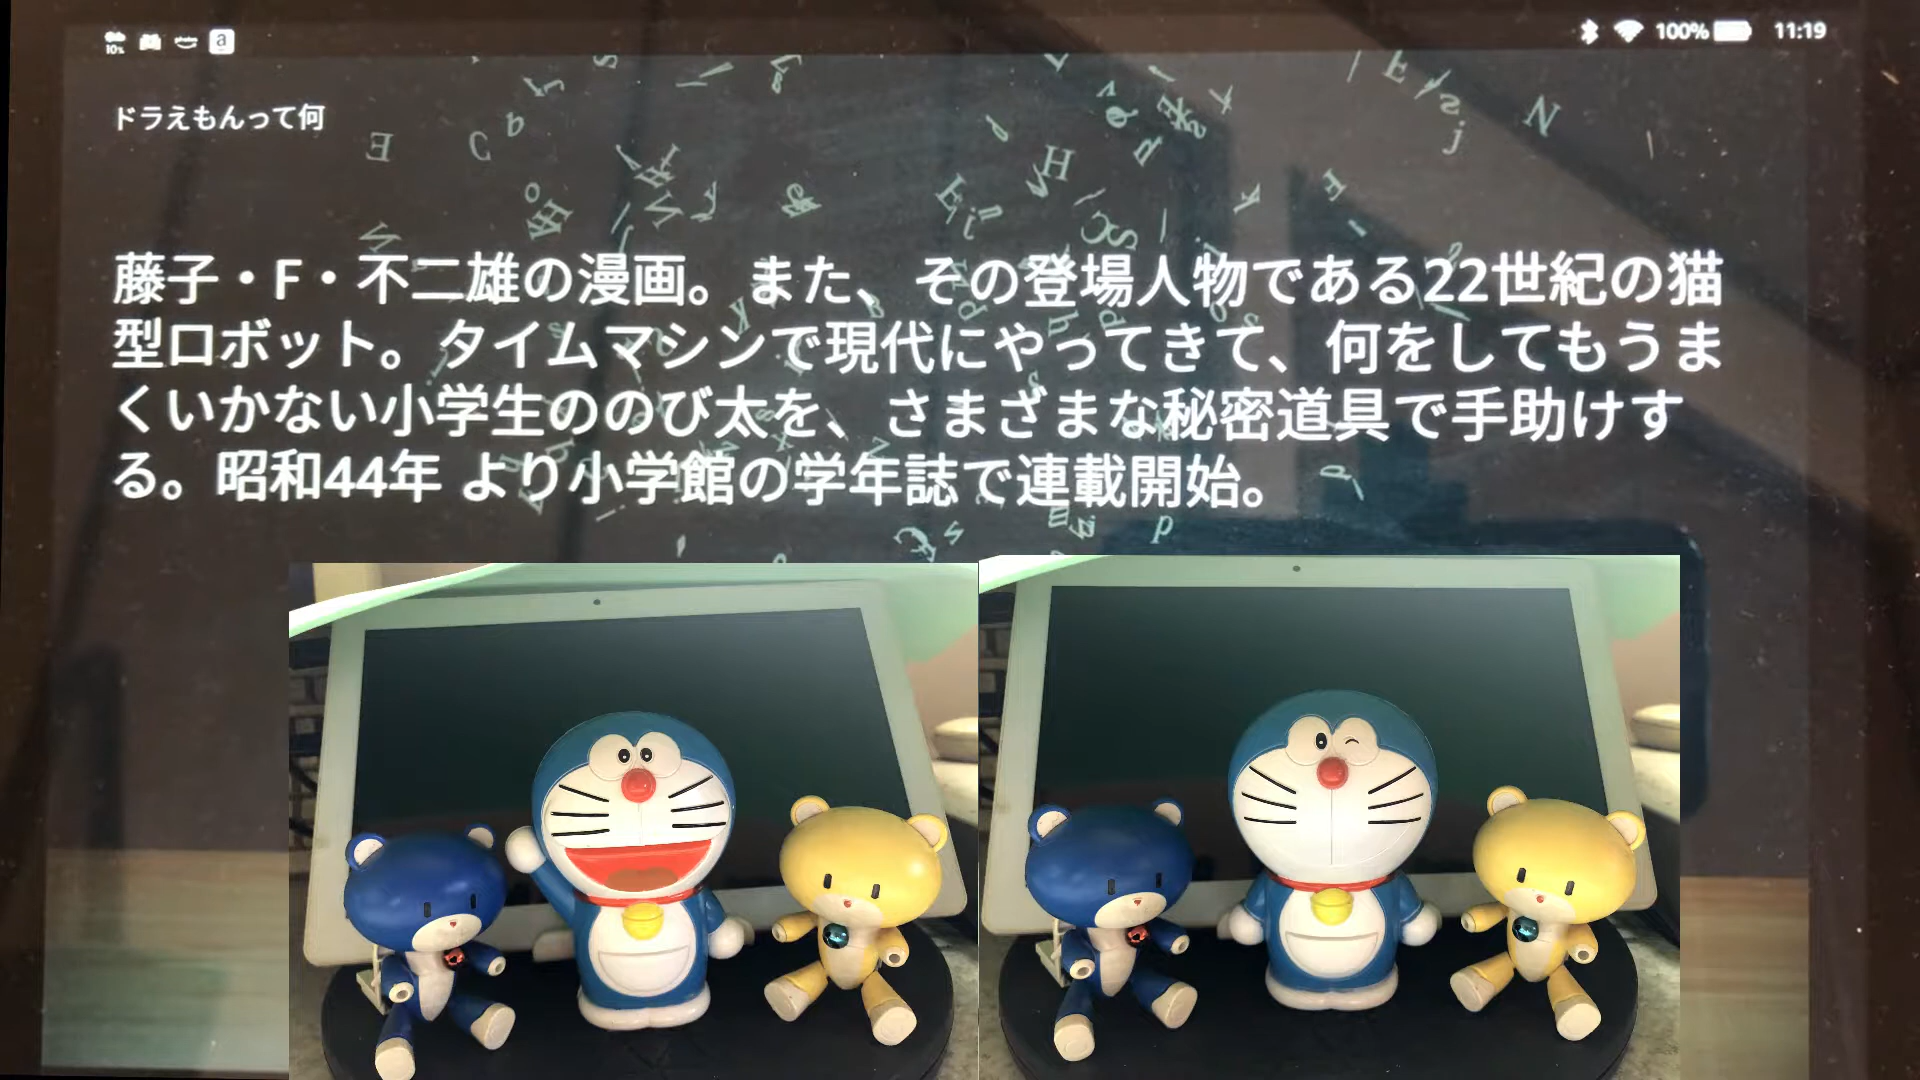 10%
a
100%
11:19
ドラえもんって何
藤子・F・不二雄の漫画。また、その登場人物である22世紀の猫
型ロボット。タイムマシンで現代にやってきて、何をしてもうま
くいかない小学生ののび太を、さまざまな秘密道具で手助けす
る。昭和44年 より小学館の学年誌で連載開始。